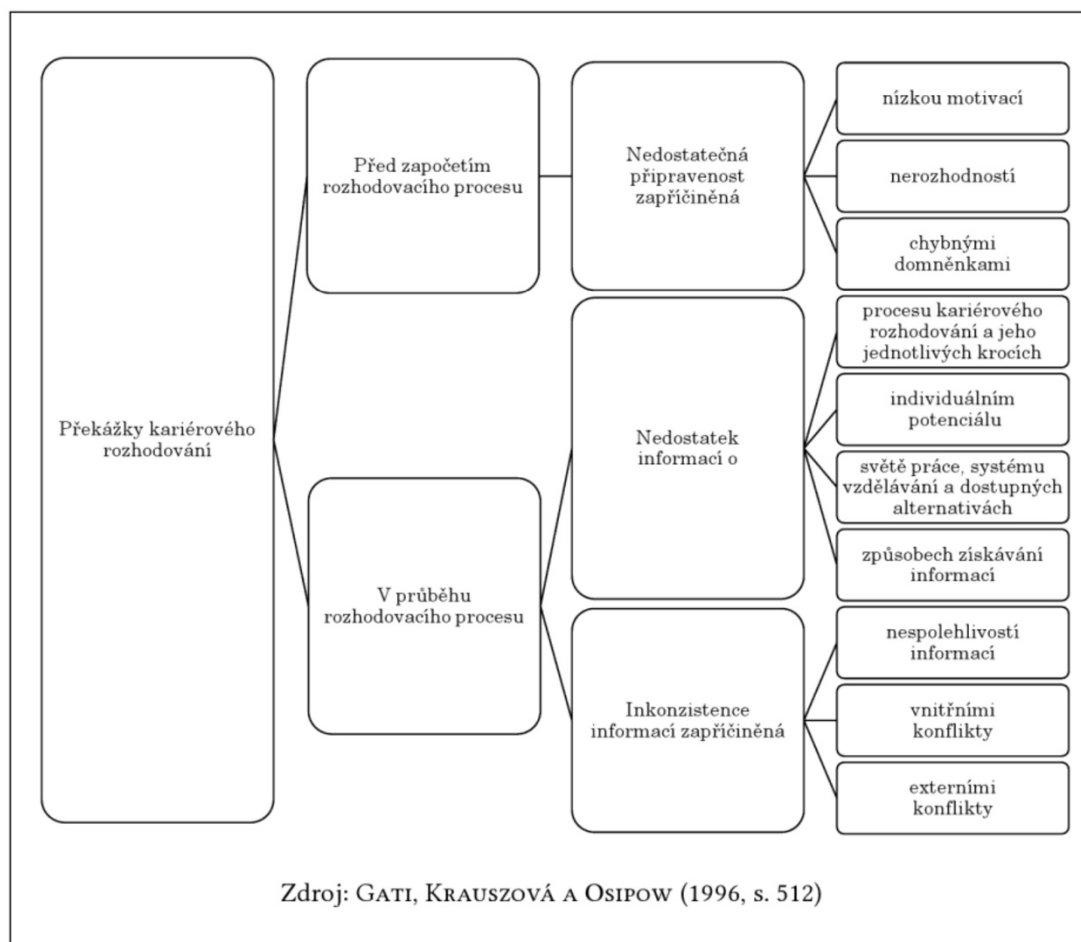 Překážky kariérového
rozhodování
Před započetím
rozhodovacího procesu
V průběhu
rozhodovacího procesu
Nedostatečná
připravenost
zapříčiněná
Nedostatek
informací o
Inkonzistence
informací zapříčiněná
nízkou motivací
nerozhodností
chybnými
domněnkami
procesu kariérového
rozhodování a jeho
jednotlivých krocích
individuálním
potenciálu
světě práce, systému
vzdělávání a dostupných
alternativách
způsobech získávání
informací
nespolehlivostí
informací
vnitřními
konflikty
externími
konflikty
Zdroj: Gati, Krauszová a Osipow (1996, s. 512)